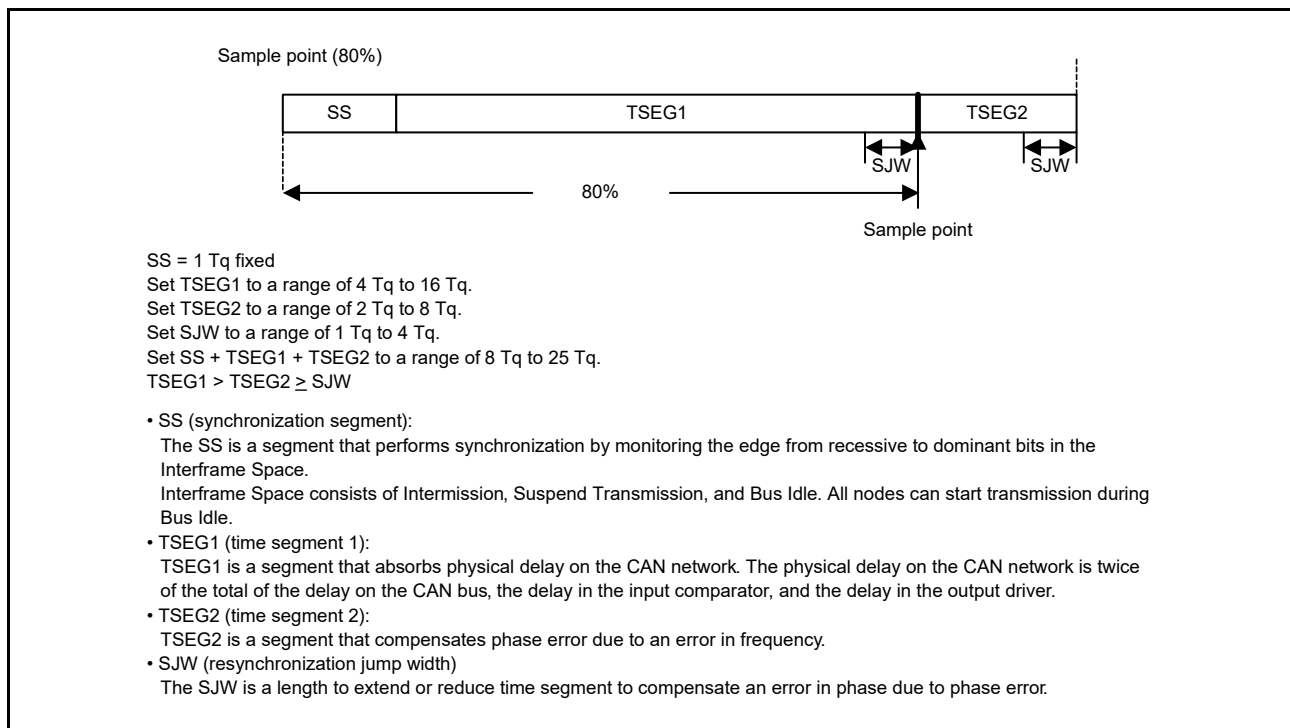 Sample point (80%)
SS TSEG1 TSEG2
SJW SJW
80%
Sample point
SS = 1 Tq fixed
Set TSEG1 to a range of 4 Tq to 16 Tq.
Set TSEG2 to a range of 2 Tq to 8 Tq.
Set SJW to a range of 1 Tq to 4 Tq.
Set SS + TSEG1 + TSEG2 to a range of 8 Tq to 25 Tq.
TSEG1 > TSEG2 ≥ SJW
• SS (synchronization segment):
The SS is a segment that performs synchronization by monitoring the edge from recessive to dominant bits in the
Interframe Space.
Interframe Space consists of Intermission, Suspend Transmission, and Bus Idle. All nodes can start transmission during
Bus Idle.
• TSEG1 (time segment 1):
TSEG1 is a segment that absorbs physical delay on the CAN network. The physical delay on the CAN network is twice
of the total of the delay on the CAN bus, the delay in the input comparator, and the delay in the output driver.
• TSEG2 (time segment 2):
TSEG2 is a segment that compensates phase error due to an error in frequency.
• SJW (resynchronization jump width)
The SJW is a length to extend or reduce time segment to compensate an error in phase due to phase error.